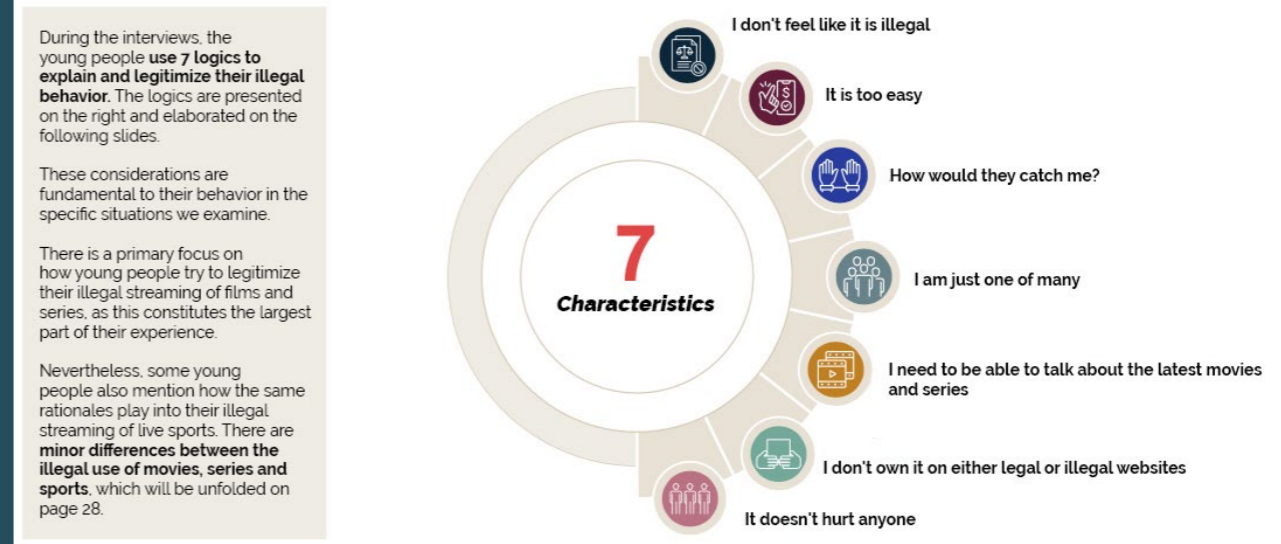 During the interviews, the
young people use 7 logics to
explain and legitimize their illegal
behavior. The logics are presented
on the right and elaborated on the
following slides.
These considerations are
fundamental to their behavior in the
specific situations we examine.
There is a primary focus on
how young people try to legitimize
their illegal streaming of films and
series, as this constitutes the largest
part of their experience.
Nevertheless, some young
people also mention how the same
rationales play into their illegal
streaming of live sports. There are
minor differences between the
illegal use of movies, series and
sports, which will be unfolded on
page 28.
7
Characteristics
I don't feel like it is illegal
It is too easy
How would they catch me?
I am just one of many
I need to be able to talk about the latest movies
and series
I don't own it on either legal or illegal websites
It doesn't hurt anyone